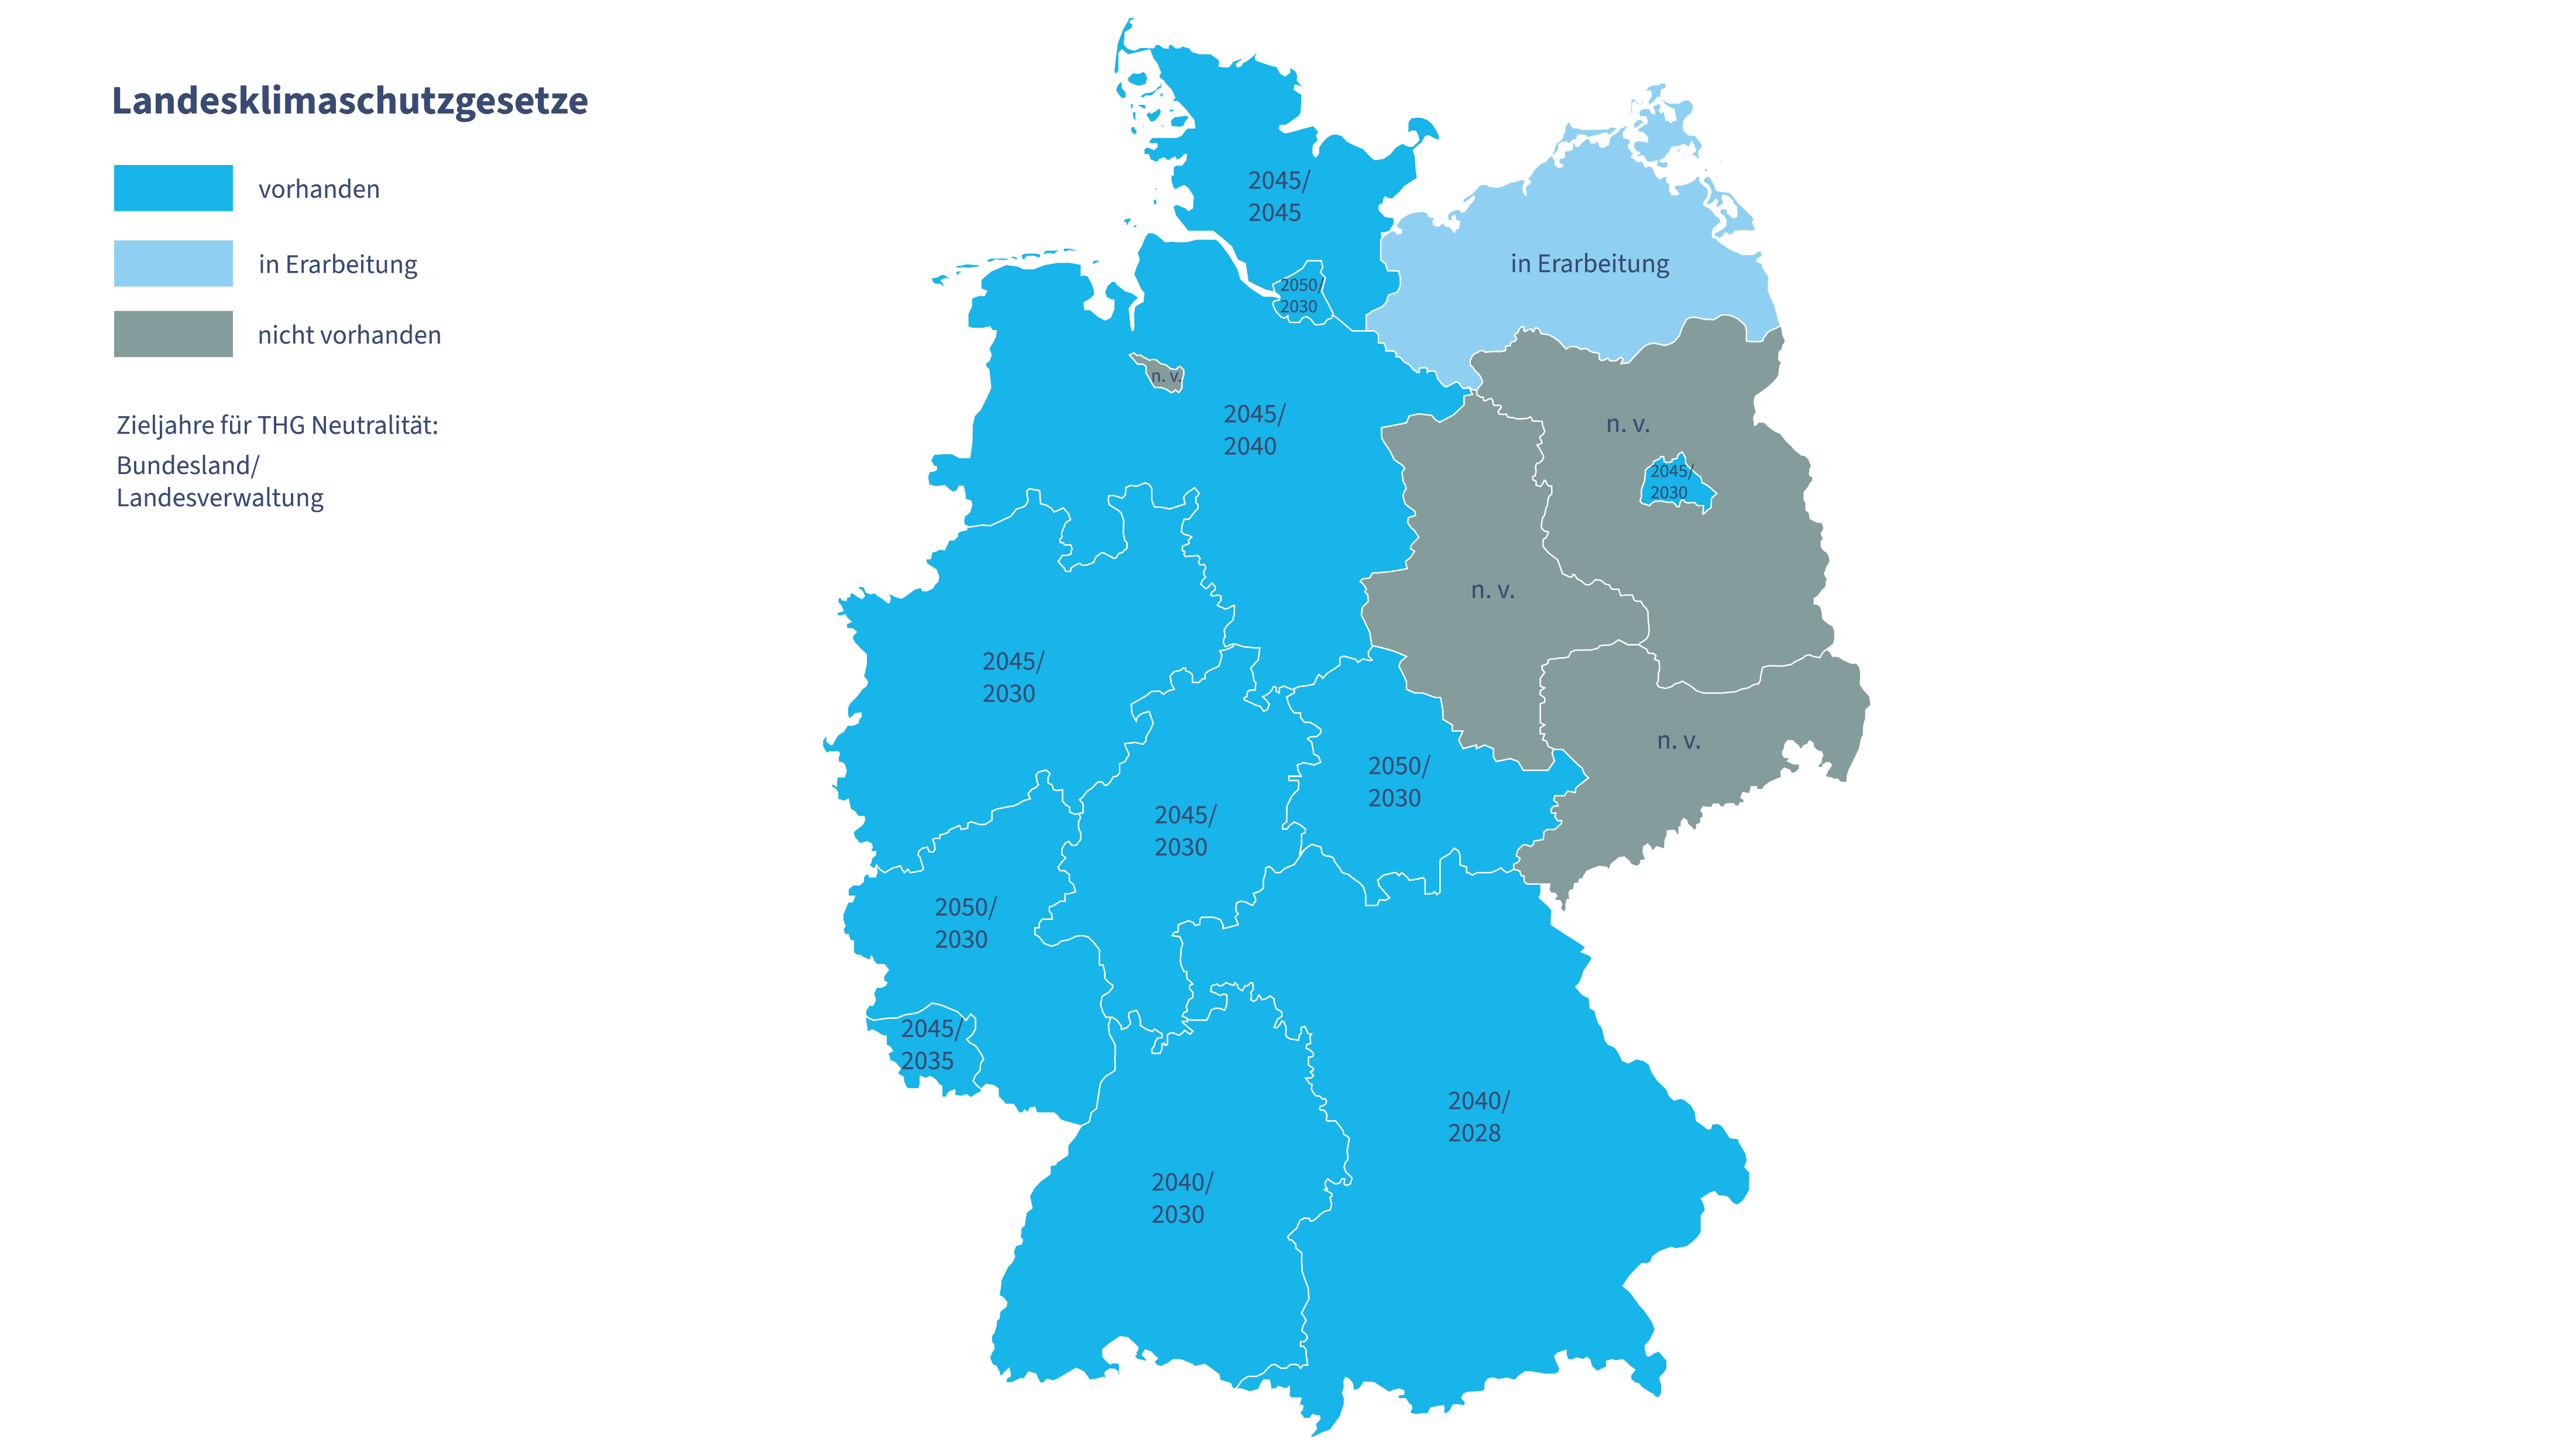 Landesklimaschutzgesetze
vorhanden
in Erarbeitung
nicht vorhanden
Zieljahre für THG Neutralität:
Bundesland/
Landesverwaltung
2045/
2045
in Erarbeitung
2050/
2030
n. v.
2045/
2040
n. v.
2045/
2030
n. v.
2045/
2030
n. v.
2050/
2030
2045/
2030
2050/
2030
2045/
2035
2040/
2028
2040/
2030